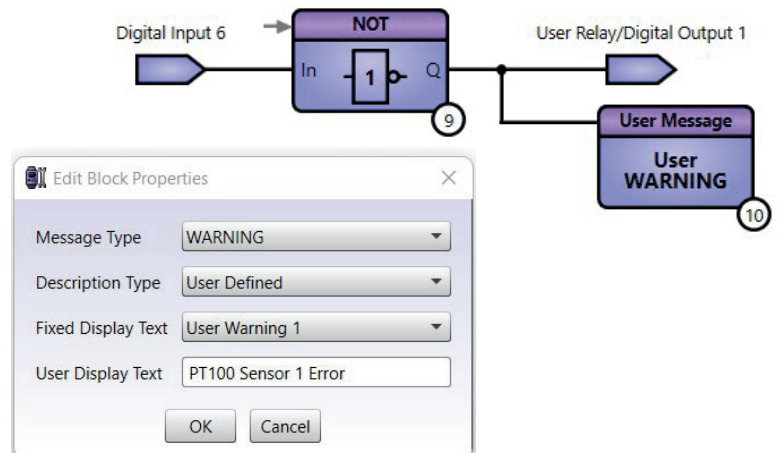 Digital Input 6
NOT
In
1
Q
9
User Relay/Digital Output 1
User Message
User
WARNING
10
Edit Block Properties
Message Type WARNING
Description Type User Defined
Fixed Display Text User Warning 1
User Display Text PT100 Sensor 1 Error
OK Cancel